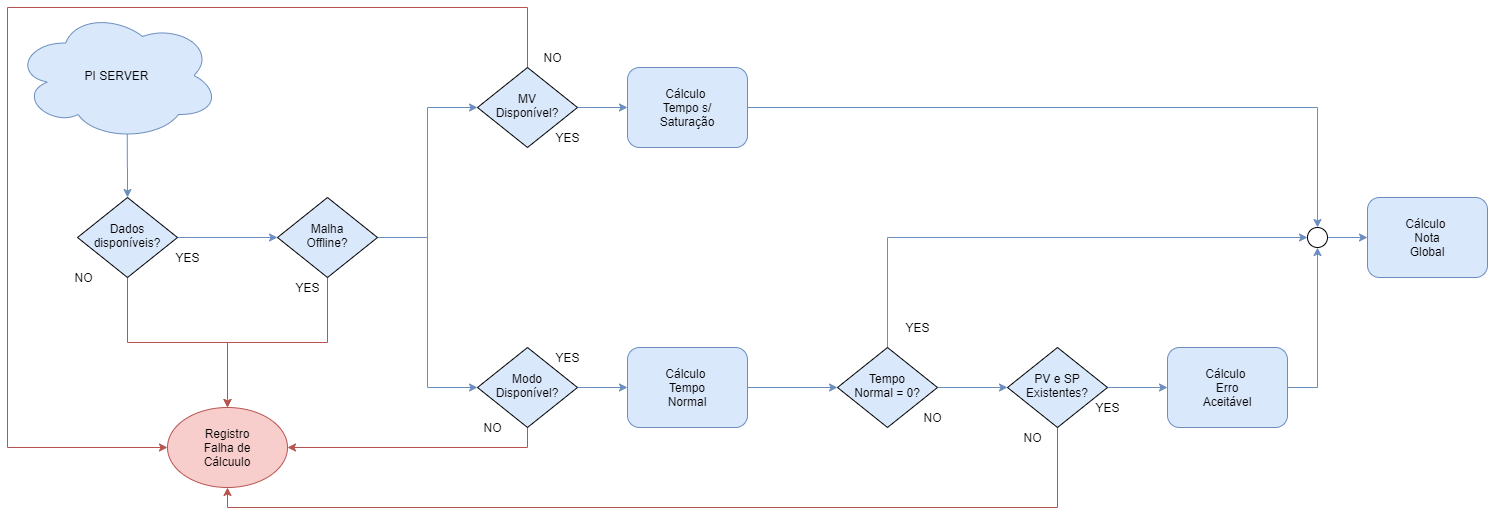 PI SERVER
Dados
disponíveis?
YES
NO
Malha
Offline?
YES
NO
MV
Disponível?
YES
Cálculo
Tempo s/
Saturação
Modo
Disponível?
YES
NO
Cálculo
Tempo
Normal
Tempo
Normal = 0?
YES
NO
PV e SP
Existentes?
YES
NO
Cálculo
Erro
Aceitável
Cálculo
Nota
Global
Registro
Falha de
Cálcuulo